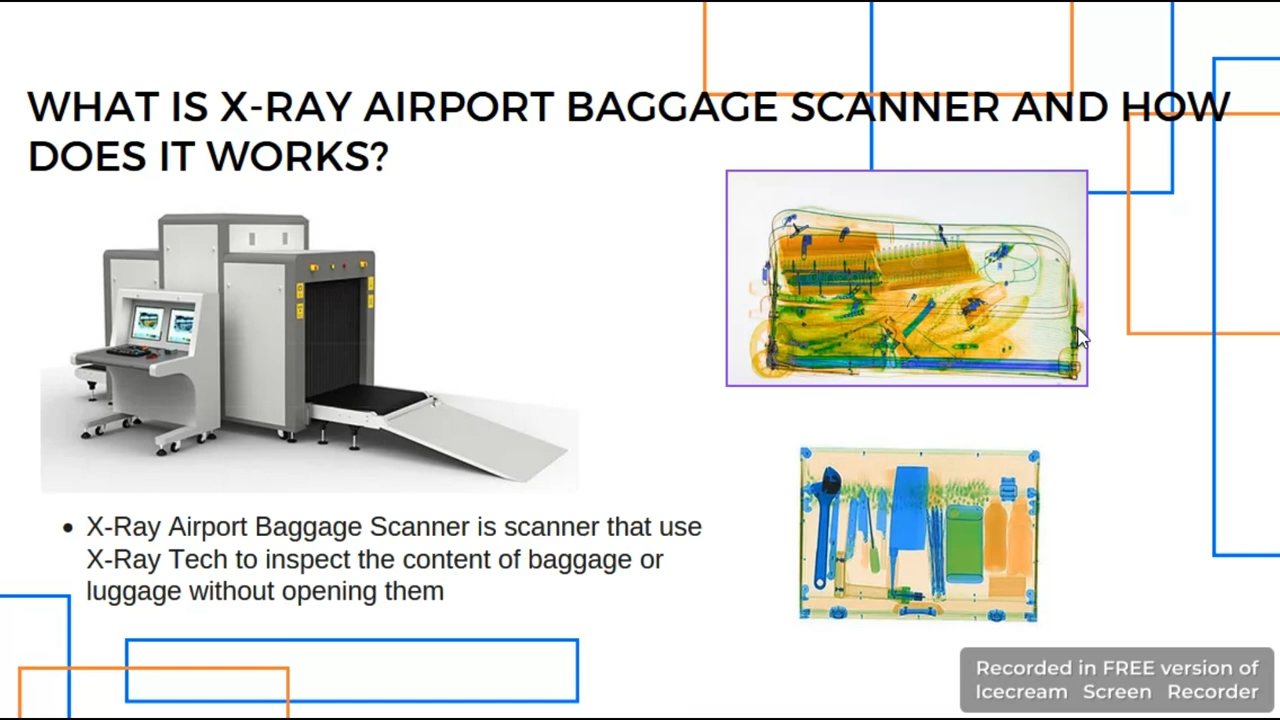 WHAT IS X-RAY AIRPORT BAGGAGE SCANNER AND HOW
DOES IT WORKS?
• X-Ray Airport Baggage Scanner is scanner that use
X-Ray Tech to inspect the content of baggage or
luggage without opening them
Recorded in FREE version of
Icecream Screen Recorder